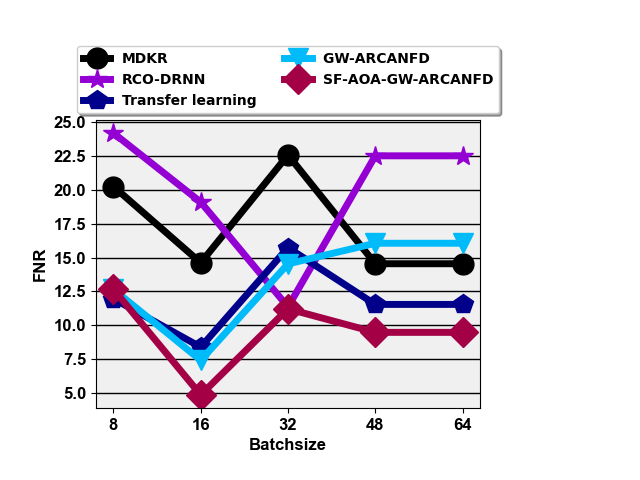 MDKR
RCO-DRNN
Transfer learning
GW-ARCANFD
SF-AOA-GW-ARCANFD
25.0
22.5
20.0
17.5
15.0
12.5
10.0
7.5
5.0
FNR
8 16 32 48 64
Batchsize